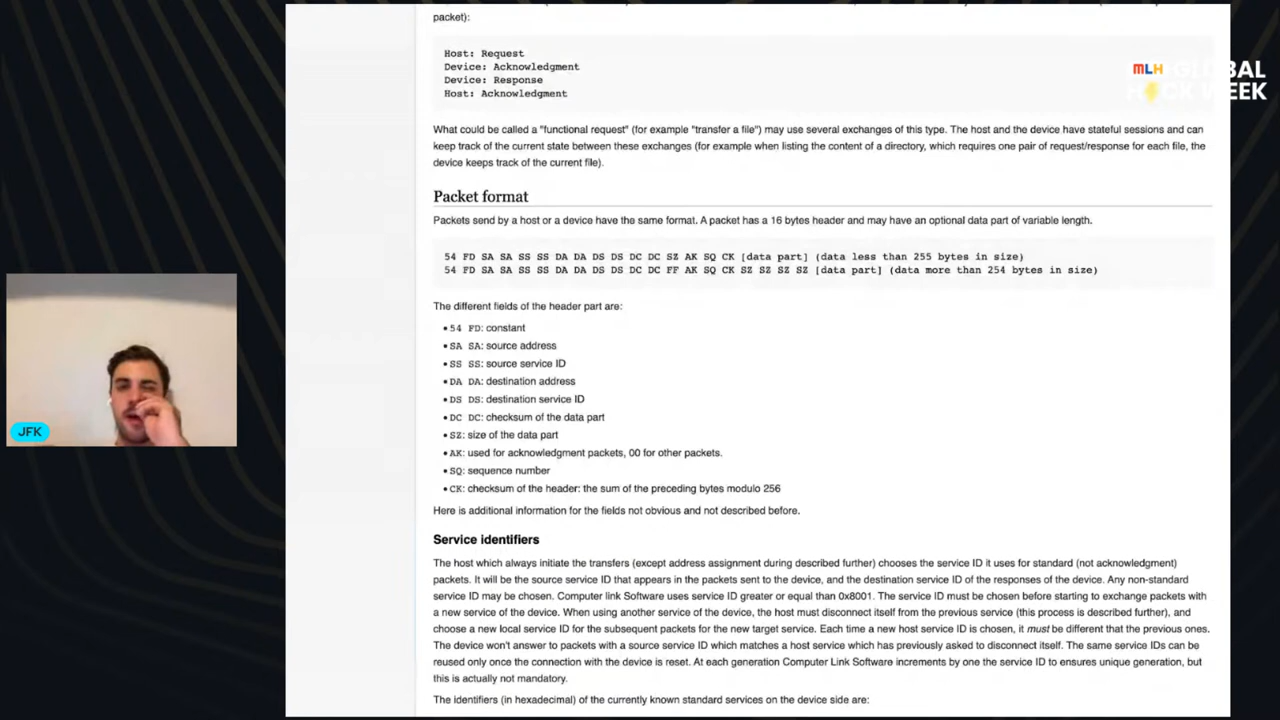 packet):
Host: Request
Device: Acknowledgment
Device: Response
Host: Acknowledgment
MLH GLOBAL
HACK WEEK
What could be called a "functional request" (for example "transfer a file") may use several exchanges of this type. The host and the device have stateful sessions and can
keep track of the current state between these exchanges (for example when listing the content of a directory, which requires one pair of request/response for each file, the
device keeps track of the current file).
Packet format
Packets send by a host or a device have the same format. A packet has a 16 bytes header and may have an optional data part of variable length.
54 FD SA SA SS SS DA DA DS DS DC DC SZ AK SQ CK [data part] (data less than 255 bytes in size)
54 FD SA SA SS SS DA DA DS DS DC DC FF AK SQ CK SZ SZ SZ SZ [data part] (data more than 254 bytes in size)
The different fields of the header part are:
• 54 FD: constant
• SA SA: source address
• SS SS: source service ID
• DA DA: destination address
• DS DS: destination service ID
• DC DC: checksum of the data part
• SZ: size of the data part
• AK: used for acknowledgment packets, 00 for other packets.
• SQ: sequence number
• CK: checksum of the header: the sum of the preceding bytes modulo 256
JFK
Here is additional information for the fields not obvious and not described before.
Service identifiers
The host which always initiate the transfers (except address assignment during described further) chooses the service ID it uses for standard (not acknowledgment)
packets. It will be the source service ID that appears in the packets sent to the device, and the destination service ID of the responses of the device. Any non-standard
service ID may be chosen. Computer link Software uses service ID greater or equal than 0x8001. The service ID must be chosen before starting to exchange packets with
a new service of the device. When using another service of the device, the host must disconnect itself from the previous service (this process is described further), and
choose a new local service ID for the subsequent packets for the new target service. Each time a new host service ID is chosen, it must be different that the previous ones.
The device won't answer to packets with a source service ID which matches a host service which has previously asked to disconnect itself. The same service IDs can be
reused only once the connection with the device is reset. At each generation Computer Link Software increments by one the service ID to ensures unique generation, but
this is actually not mandatory.
The identifiers (in hexadecimal) of the currently known standard services on the device side are: